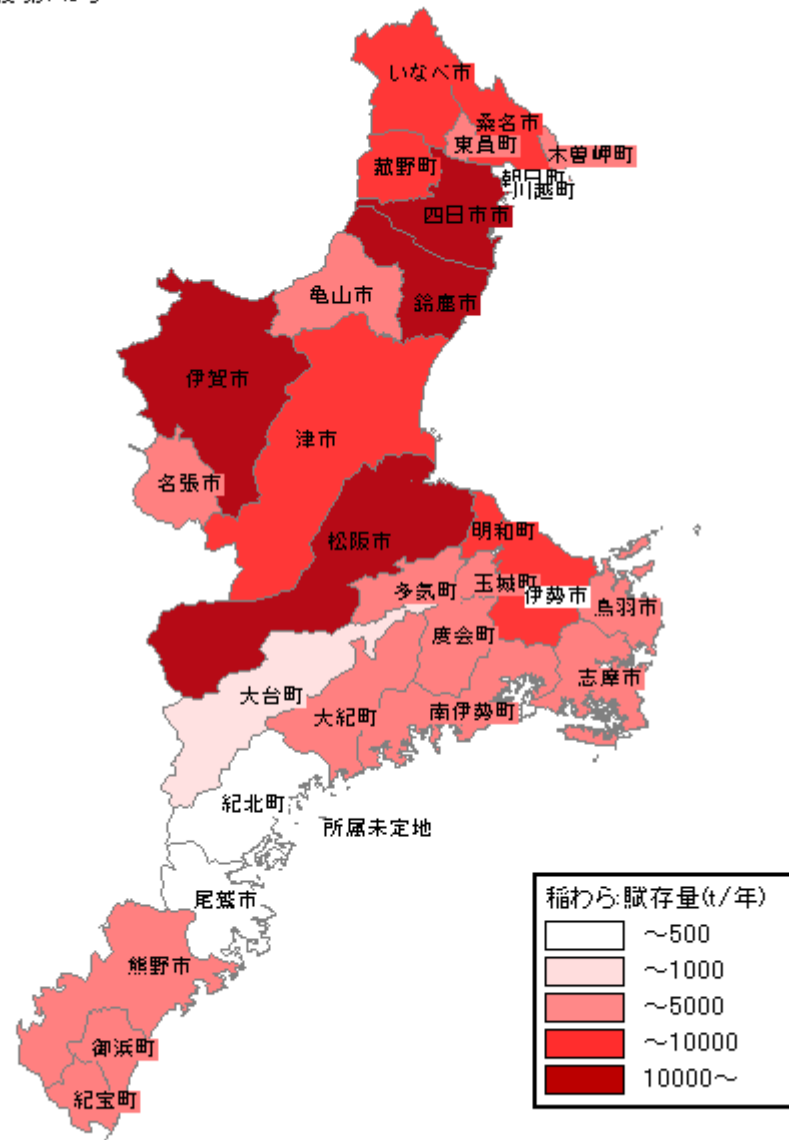 いなべ市
桑名市
東員町
木曽岬町
菰野町
朝日町
川越町
四日市市
亀山市
鈴鹿市
伊賀市
津市
名張市
松阪市
明和町
多気町
玉城町
伊勢市
鳥羽市
度会町
志摩市
大台町
大紀町
南伊勢町
紀北町
所属未定地
尾鷲市
熊野市
御浜町
紀宝町
稲わら:賦存量(t/年)
～500
～1000
～5000
～10000
10000～